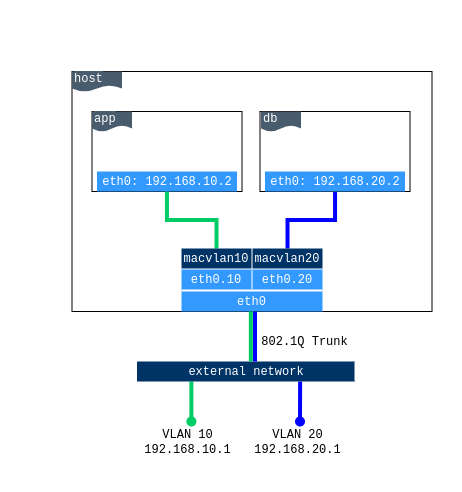 host
app
db
eth0: 192.168.10.2
eth0: 192.168.20.2
macvlan10
macvlan20
eth0.10
eth0.20
eth0
802.1Q Trunk
external network
VLAN 10
192.168.10.1
VLAN 20
192.168.20.1